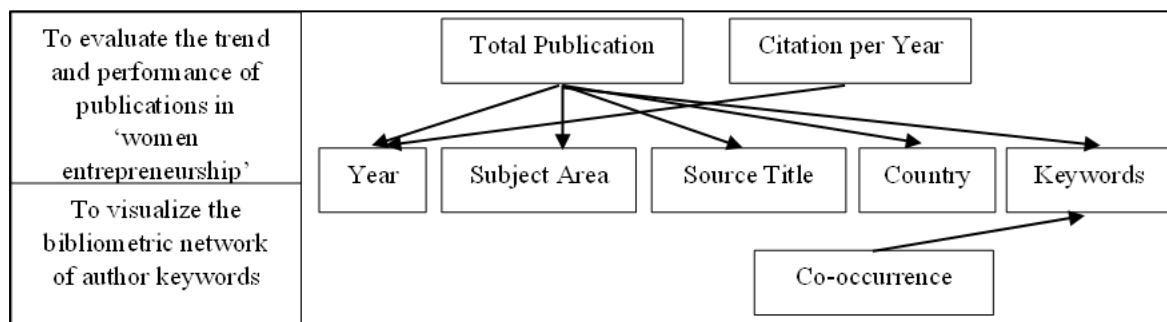 To evaluate the trend
and performance of
publications in
‘women
entrepreneurship’
To visualize the
bibliometric network
of author keywords
Total Publication
Citation per Year
Year
Subject Area
Source Title
Country
Keywords
Co-occurrence